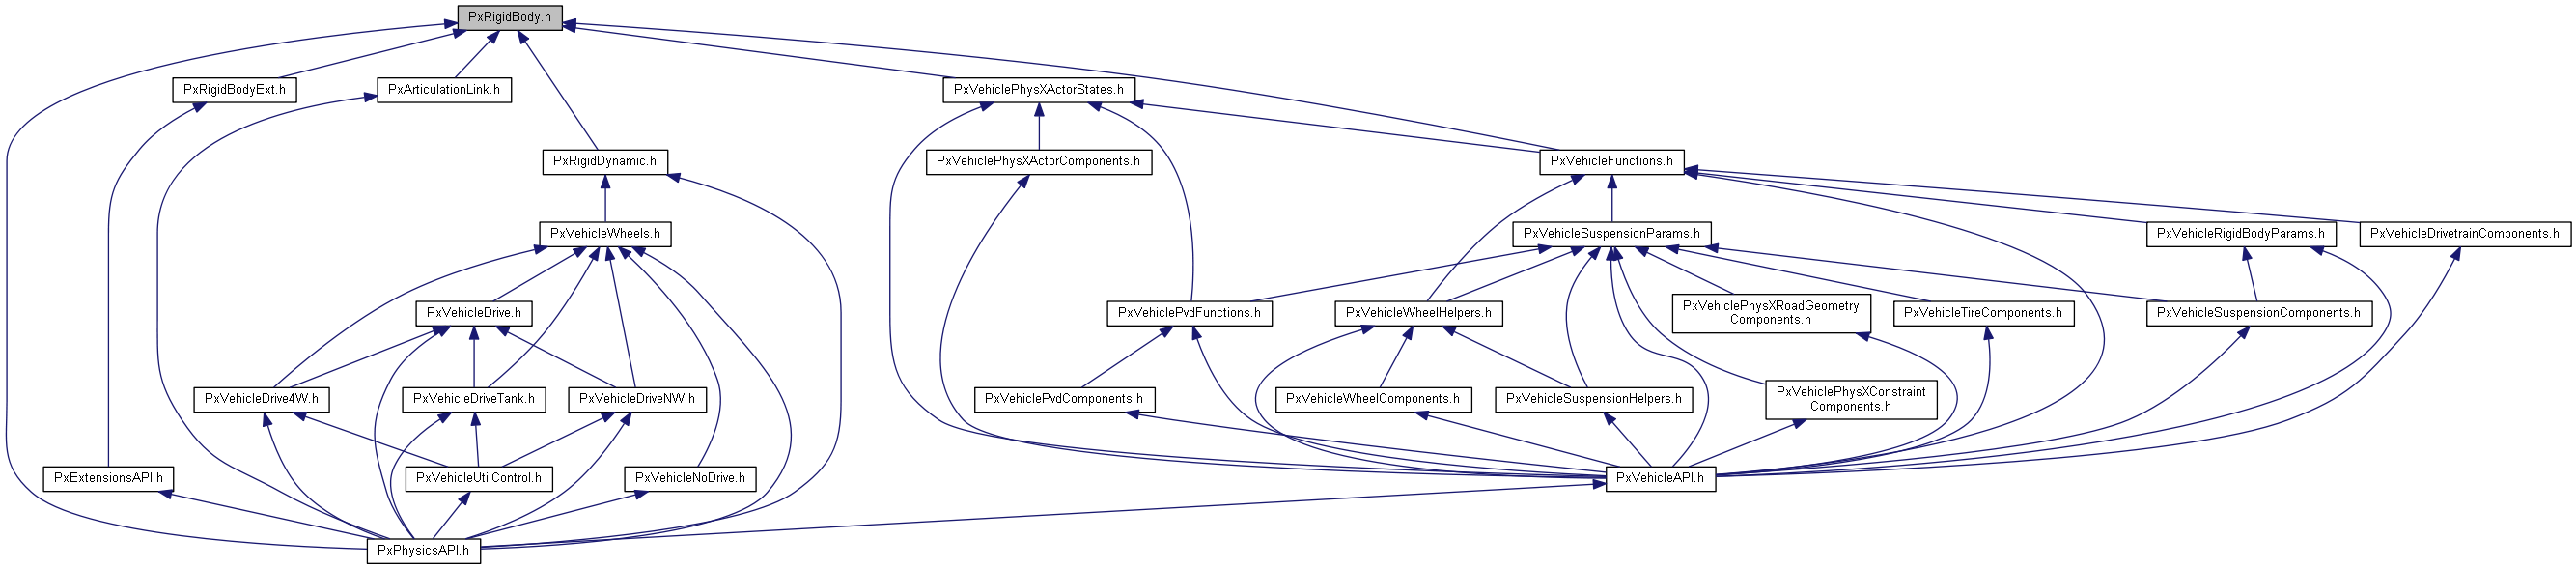 PxRigidBody.h
PxRigidBodyExt.h
PxArticulationLink.h
PxVehiclePhysXActorStates.h
PxRigidDynamic.h
PxVehiclePhysXActorComponents.h
PxVehicleFunctions.h
PxVehicleWheels.h
PxVehicleSuspensionParams.h
PxVehicleRigidBodyParams.h
PxVehicleDrivetrainComponents.h
PxVehicleDrive.h
PxVehiclePvdFunctions.h
PxVehicleWheelHelpers.h
PxVehiclePhysXRoadGeometry
Components.h
PxVehicleTireComponents.h
PxVehicleSuspensionComponents.h
PxVehicleDrive4W.h
PxVehicleDriveTank.h
PxVehicleDriveNW.h
PxVehiclePvdComponents.h
PxVehicleWheelComponents.h
PxVehicleSuspensionHelpers.h
PxVehiclePhysXConstraint
Components.h
PxExtensionsAPI.h
PxVehicleUtilControl.h
PxVehicleNoDrive.h
PxVehicleAPI.h
PxPhysicsAPI.h